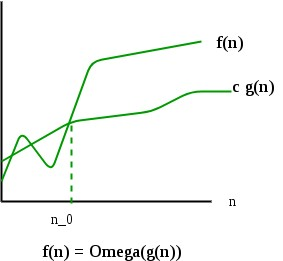 f(n)
c g(n)
n
n_0
f(n) = Omega(g(n))